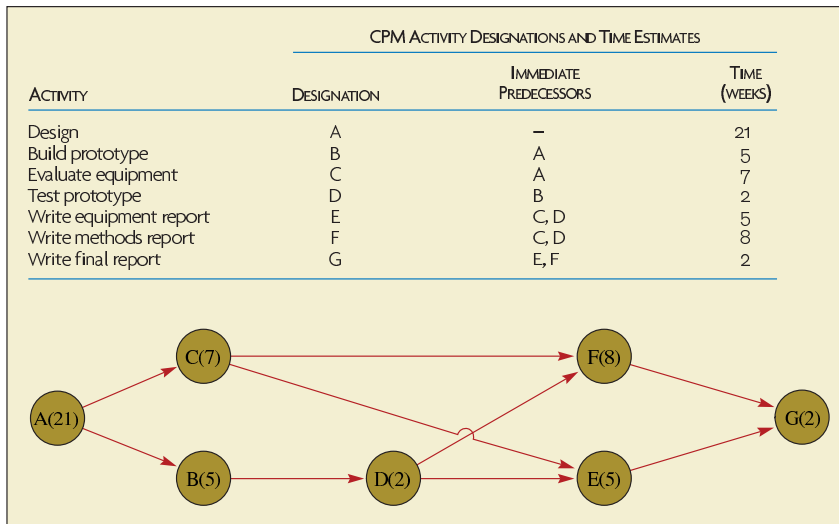 CPM ACTIVITY DESIGNATIONS AND TIME ESTIMATES
IMMEDIATE TIME
ACTIVITY DESIGNATION PREDECESSORS (WEEKS)
Design A – 21
Build prototype B A 5
Evaluate equipment C A 7
Test prototype D B 2
Write equipment report E C, D 5
Write methods report F C, D 8
Write final report G E, F 2
C(7) F(8)
A(21) G(2)
B(5) D(2) E(5)